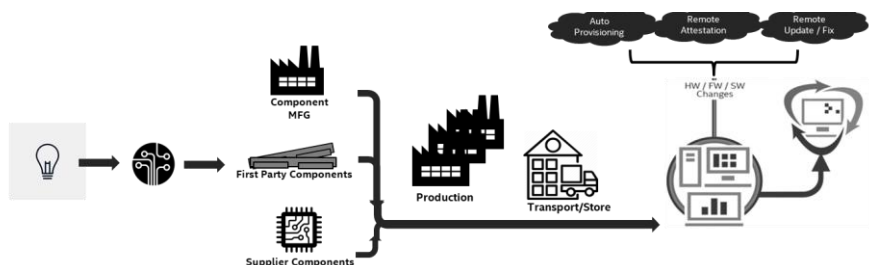 Auto
Provisioning
Remote
Attestation
Remote
Update / Fix
HW / FW / SW
Changes
Component
MFG
First Party Components
Production
Transport/Store
Supplier Components